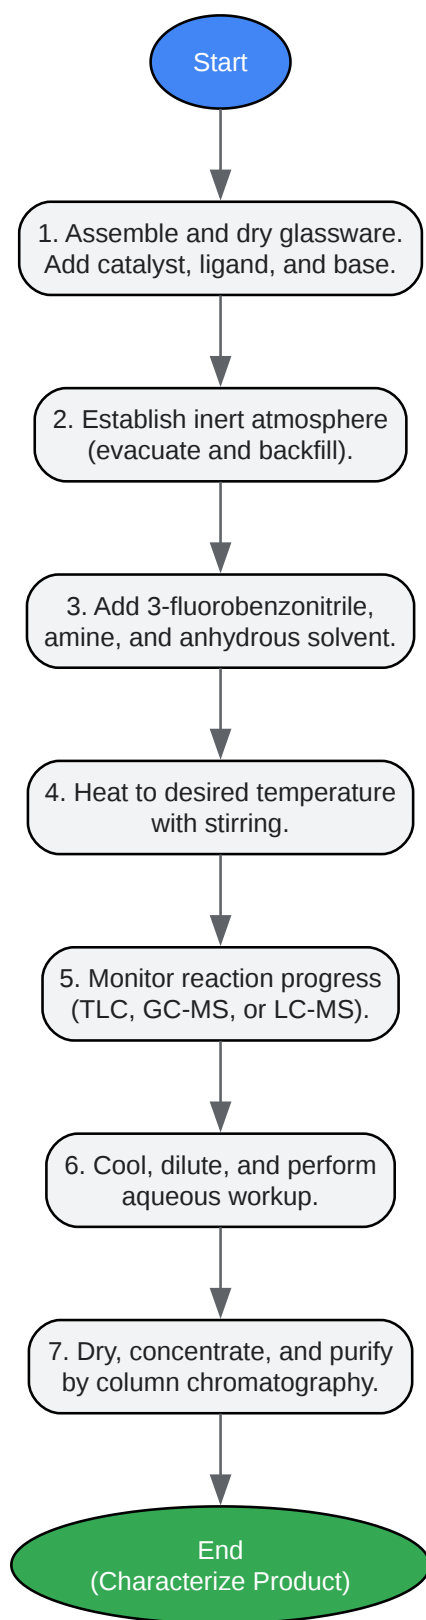 Start
1. Assemble and dry glassware.
Add catalyst, ligand, and base.
2. Establish inert atmosphere
(evacuate and backfill).
3. Add 3-fluorobenzonitrile,
amine, and anhydrous solvent.
4. Heat to desired temperature
with stirring.
5. Monitor reaction progress
(TLC, GC-MS, or LC-MS).
6. Cool, dilute, and perform
aqueous workup.
7. Dry, concentrate, and purify
by column chromatography.
End
(Characterize Product)